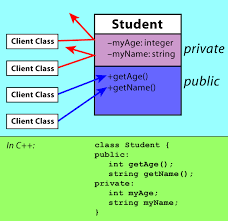 Student
Client Class
-myAge: integer
-myName: string
private
Client Class
Client Class
+getAge()
+getName()
public
Client Class
In C++:
class Student {
public:
int getAge();
string getName();
private:
int myAge;
string myName;
}